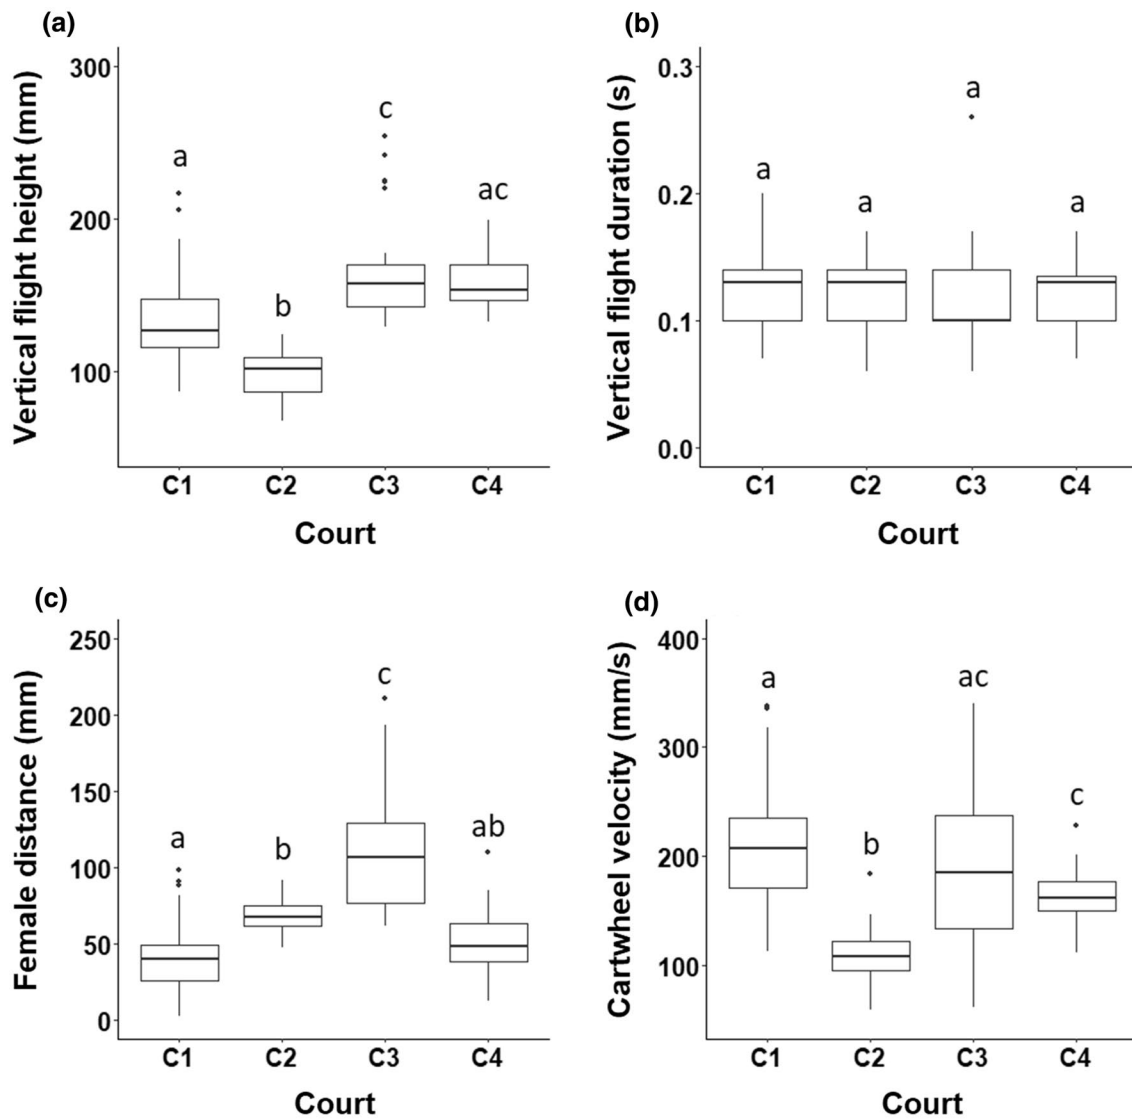 (a)
Vertical flight height (mm)
300
200
100
a
b
c
ac
C1 C2 C3 C4
Court
(b)
Vertical flight duration (s)
0.3
0.2
0.1
0.0
a
a
a
a
C1 C2 C3 C4
Court
(c)
Female distance (mm)
250
200
150
100
50
0
a
b
c
ab
C1 C2 C3 C4
Court
(d)
Cartwheel velocity (mm/s)
400
300
200
100
a
b
ac
c
C1 C2 C3 C4
Court